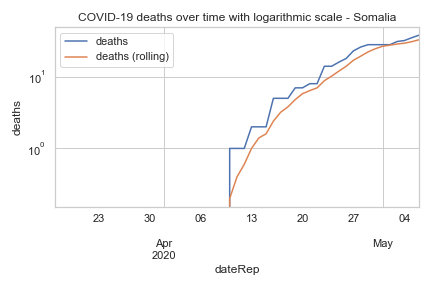 COVID-19 deaths over time with logarithmic scale - Somalia
deaths
deaths (rolling)
10¹
10⁰
deaths
23 30 06 13 20 27 04
Apr May
2020
dateRep